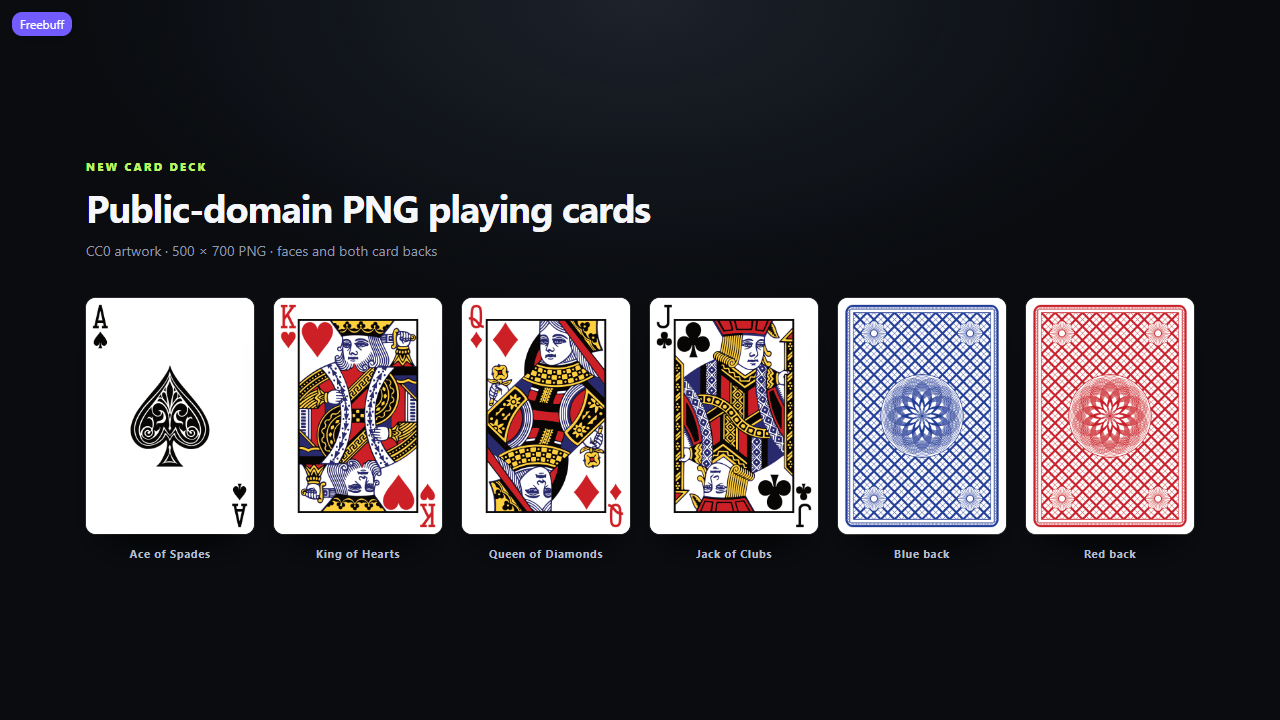 Freebuff
NEW CARD DECK
Public-domain PNG playing cards
CC0 artwork · 500 × 700 PNG · faces and both card backs
A
A
K
K
Q
Q
J
J
Ace of Spades
King of Hearts
Queen of Diamonds
Jack of Clubs
Blue back
Red back